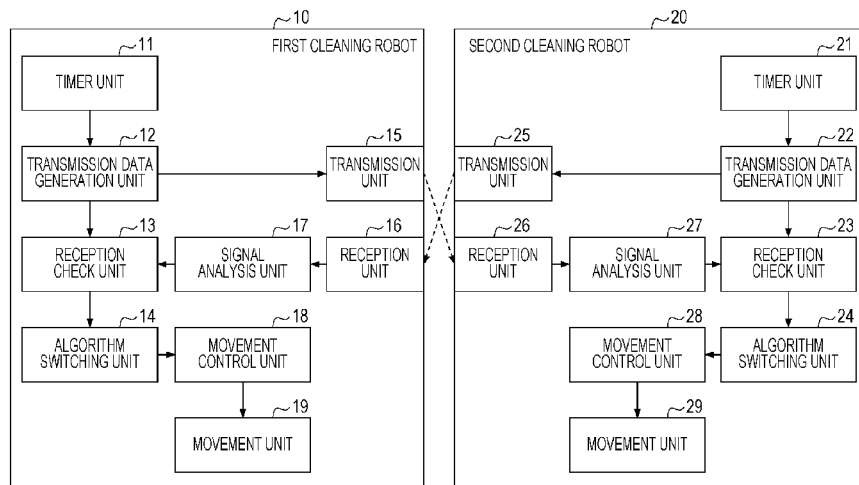 10
20
FIRST CLEANING ROBOT
SECOND CLEANING ROBOT
11
TIMER UNIT
21
TIMER UNIT
12
TRANSMISSION DATA
GENERATION UNIT
15
TRANSMISSION
UNIT
25
TRANSMISSION
UNIT
22
TRANSMISSION DATA
GENERATION UNIT
13
RECEPTION
CHECK UNIT
17
SIGNAL
ANALYSIS UNIT
16
RECEPTION
UNIT
26
RECEPTION
UNIT
27
SIGNAL
ANALYSIS UNIT
23
RECEPTION
CHECK UNIT
14
ALGORITHM
SWITCHING UNIT
18
MOVEMENT
CONTROL UNIT
28
MOVEMENT
CONTROL UNIT
24
ALGORITHM
SWITCHING UNIT
19
MOVEMENT UNIT
29
MOVEMENT UNIT